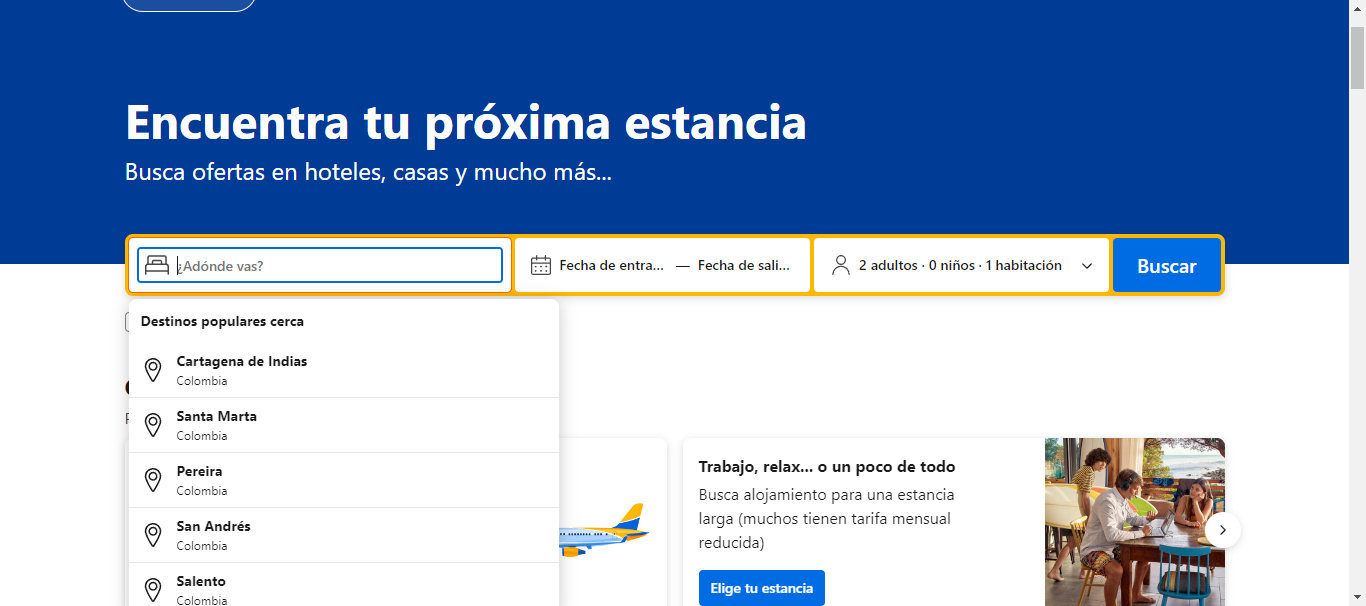 Encuentra tu próxima estancia
Busca ofertas en hoteles, casas y mucho más...
¿Adónde vas?
Fecha de entra... — Fecha de sali...
2 adultos · 0 niños · 1 habitación
Buscar
Destinos populares cerca
Cartagena de Indias
Colombia
Santa Marta
Colombia
Pereira
Colombia
San Andrés
Colombia
Salento
Colombia
Trabajo, relax... o un poco de todo
Busca alojamiento para una estancia
larga (muchos tienen tarifa mensual
reducida)
Elige tu estancia